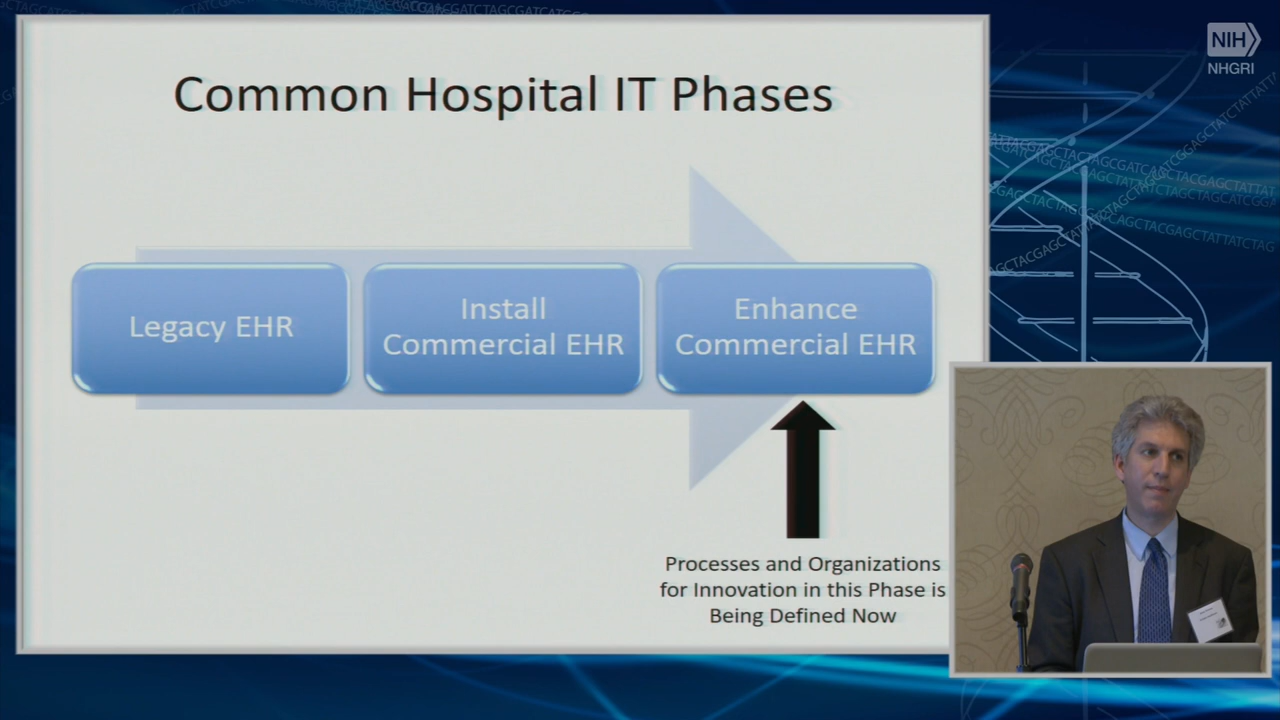 Common Hospital IT Phases
NIH
NHGRI
Legacy EHR
Install
Commercial EHR
Enhance
Commercial EHR
Processes and Organizations
for Innovation in this Phase is
Being Defined Now